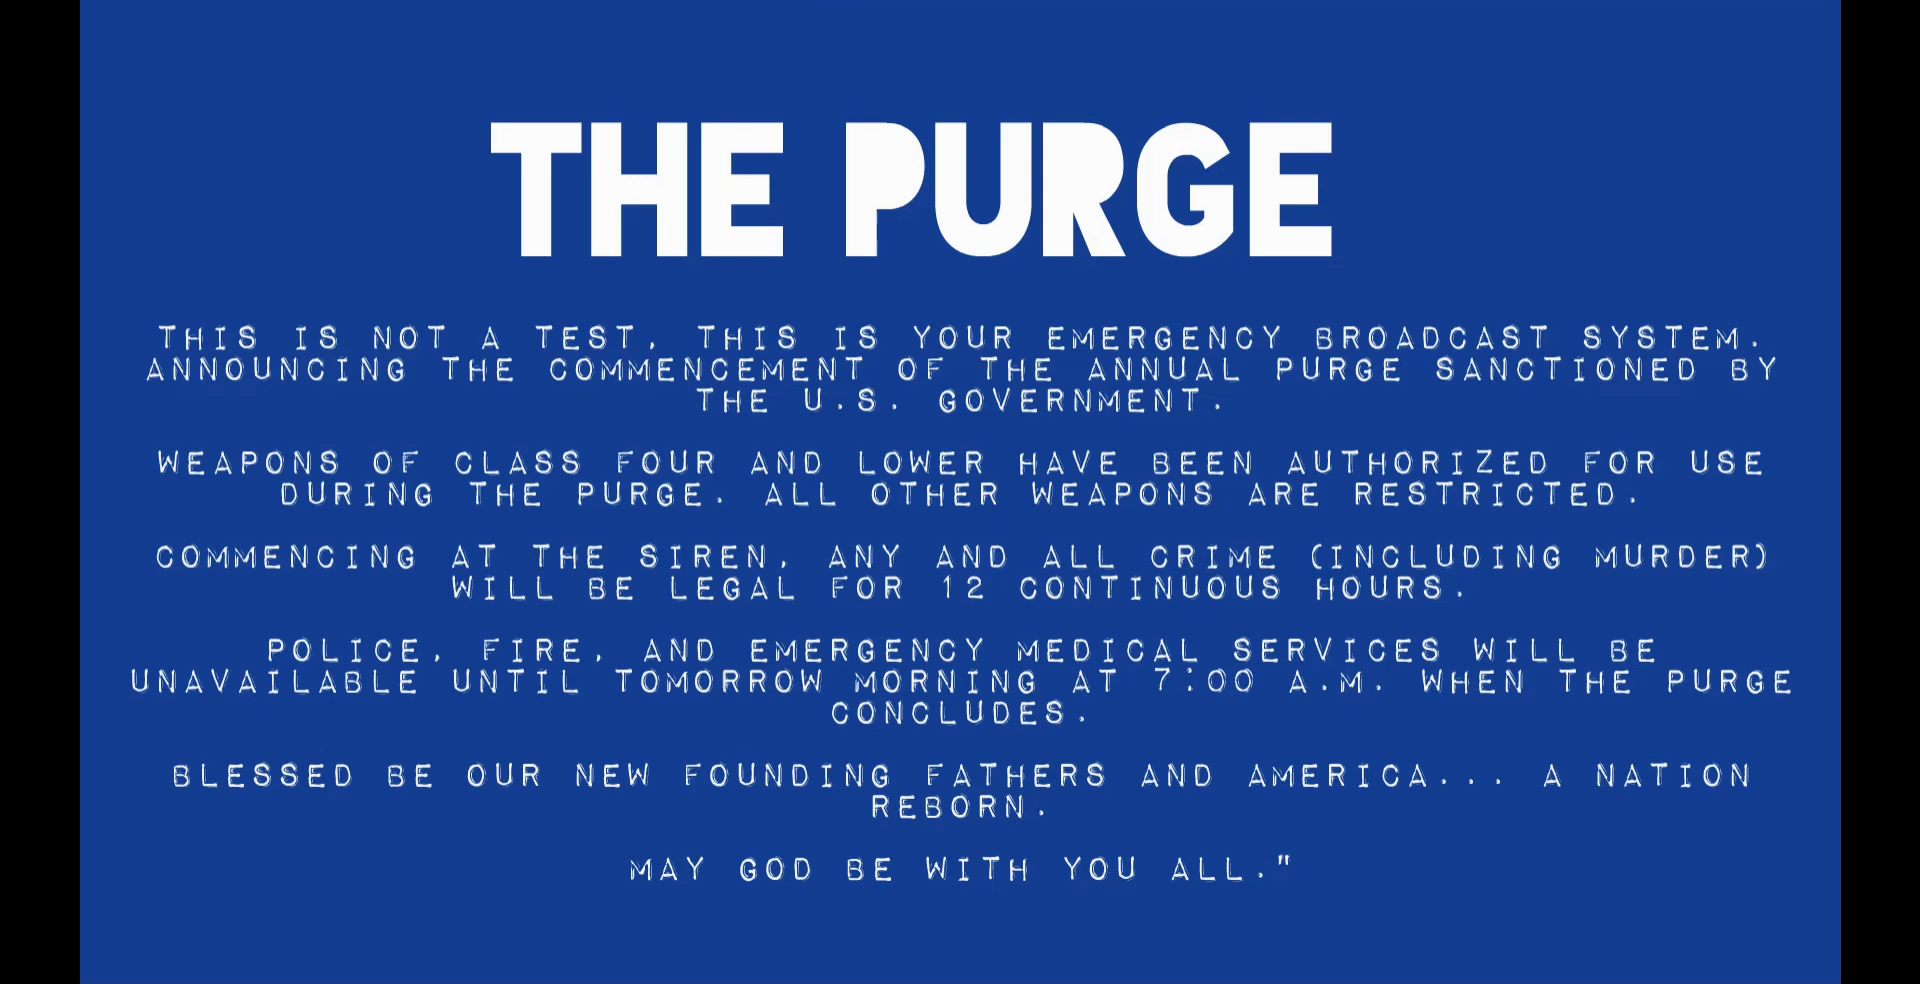 THE PURGE
THIS IS NOT A TEST, THIS IS YOUR EMERGENCY BROADCAST SYSTEM.
ANNOUNCING THE COMMENCEMENT OF THE ANNUAL PURGE SANCTIONED BY
THE U.S. GOVERNMENT.
WEAPONS OF CLASS FOUR AND LOWER HAVE BEEN AUTHORIZED FOR USE
DURING THE PURGE. ALL OTHER WEAPONS ARE RESTRICTED.
COMMENCING AT THE SIREN, ANY AND ALL CRIME (INCLUDING MURDER)
WILL BE LEGAL FOR 12 CONTINUOUS HOURS.
POLICE, FIRE, AND EMERGENCY MEDICAL SERVICES WILL BE
UNAVAILABLE UNTIL TOMORROW MORNING AT 7:00 A.M. WHEN THE PURGE
CONCLUDES.
BLESSED BE OUR NEW FOUNDING FATHERS AND AMERICA... A NATION
REBORN.
MAY GOD BE WITH YOU ALL."